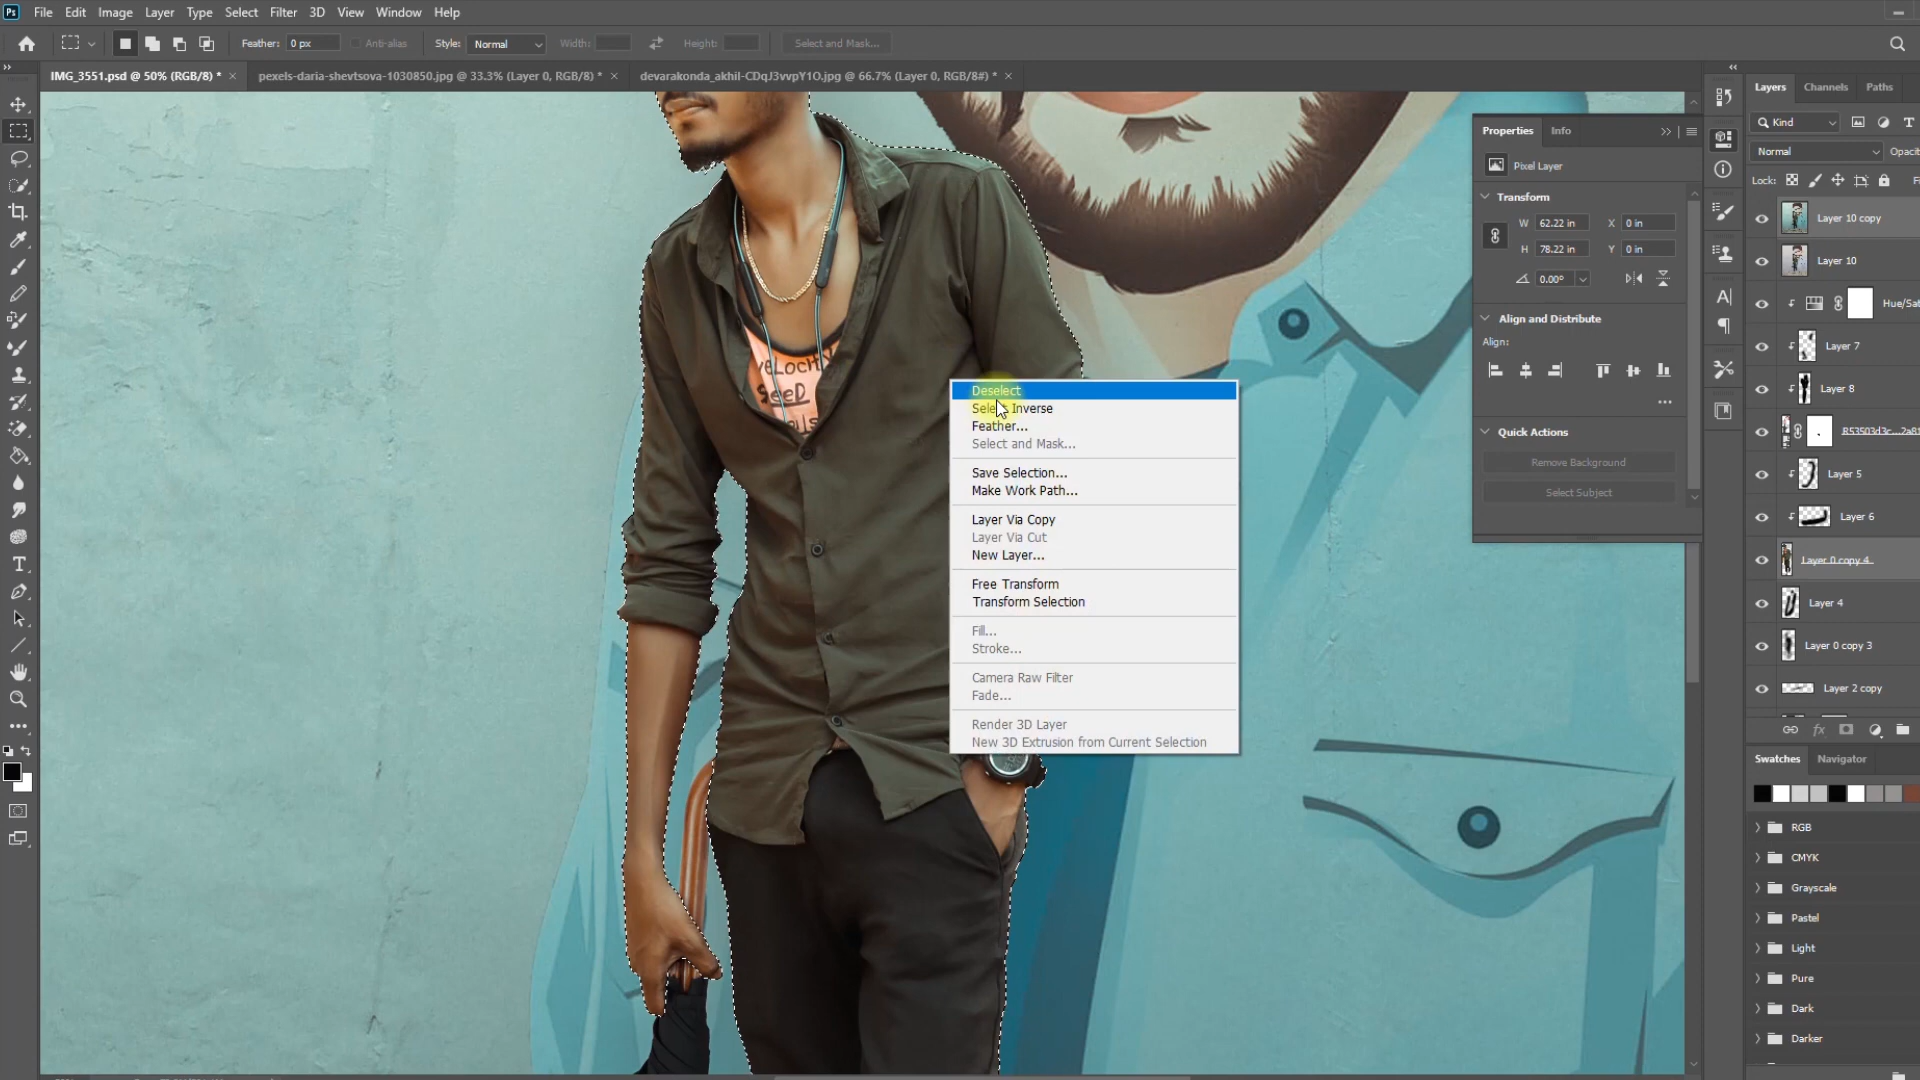 Ps File Edit Image Layer Type Select Filter 3D View Window Help
Feather: 0 px Anti-alias Style: Normal Width: Height: Select and Mask...
IMG_3551.psd @ 50% (RGB/8) * × pexels-daria-shevtsova-1030850.jpg @ 33.3% (Layer 0, RGB/8) * × devarakonda_akhil-CDqJ3vvpY1O.jpg @ 66.7% (Layer 0, RGB/8#) * ×
Layers Channels Paths
Kind
Normal Opacit
Lock: Fi
Layer 10 copy
Layer 10
Hue/Sat
Layer 7
Layer 8
R53503d3c...2a81
Layer 5
Layer 6
Layer 0 copy 4
Layer 4
Layer 0 copy 3
Layer 2 copy
fx
Swatches Navigator
RGB
CMYK
Grayscale
Pastel
Light
Pure
Dark
Darker
Properties Info
Pixel Layer
Transform
W 62.22 in X 0 in
H 78.22 in Y 0 in
0.00°
Align and Distribute
Align:
Quick Actions
Remove Background
Select Subject
Deselect
Select Inverse
Feather...
Select and Mask...
Save Selection...
Make Work Path...
Layer Via Copy
Layer Via Cut
New Layer...
Free Transform
Transform Selection
Fill...
Stroke...
Camera Raw Filter
Fade...
Render 3D Layer
New 3D Extrusion from Current Selection